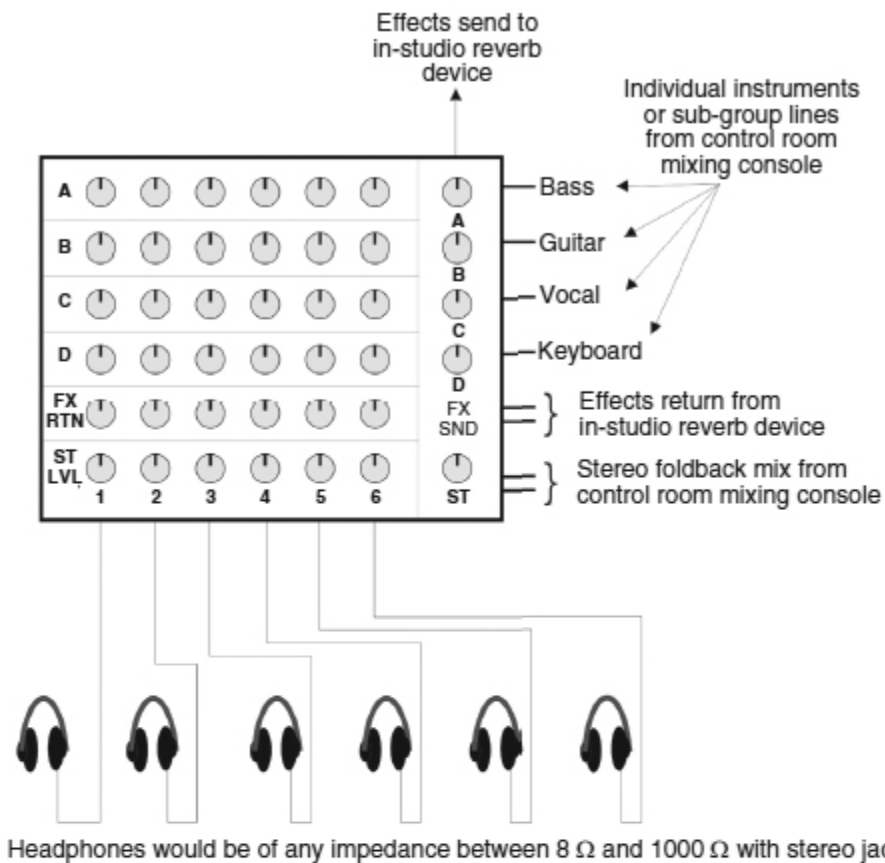 Effects send to
in-studio reverb
device
Individual instruments
or sub-group lines
from control room
mixing console
A
B
C
D
FX
RTN
ST
LVL
1 2 3 4 5 6
A
B
C
D
FX
SND
ST
Bass
Guitar
Vocal
Keyboard
Effects return from
in-studio reverb device
Stereo foldback mix from
control room mixing console
Headphones would be of any impedance between 8 Ω and 1000 Ω with stereo